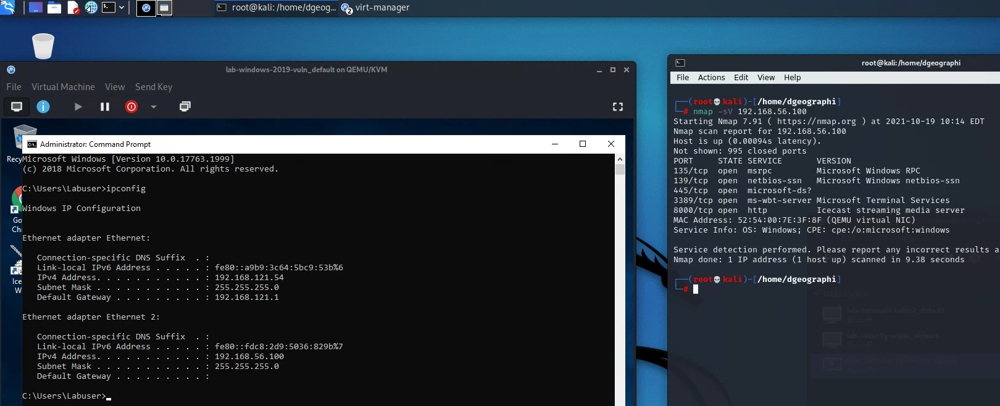 root@kali: /home/dgeog...
2 virt-manager
lab-windows-2019-vuln_default on QEMU/KVM
File Virtual Machine View Send Key
Recy
Go
Chr
Ice
W
Administrator: Command Prompt
Microsoft Windows [Version 10.0.17763.1999]
(c) 2018 Microsoft Corporation. All rights reserved.
C:\Users\Labuser>ipconfig
Windows IP Configuration
Ethernet adapter Ethernet:
Connection-specific DNS Suffix . :
Link-local IPv6 Address . . . . . : fe80::a9b9:3c64:5bc9:53b%6
IPv4 Address. . . . . . . . . . . : 192.168.121.54
Subnet Mask . . . . . . . . . . . : 255.255.255.0
Default Gateway . . . . . . . . . : 192.168.121.1
Ethernet adapter Ethernet 2:
Connection-specific DNS Suffix . :
Link-local IPv6 Address . . . . . : fe80::fdc8:2d9:5036:829b%7
IPv4 Address. . . . . . . . . . . : 192.168.56.100
Subnet Mask . . . . . . . . . . . : 255.255.255.0
Default Gateway . . . . . . . . . :
C:\Users\Labuser>
root@kali: /home/dgeographi
File Actions Edit View Help
(root💀kali)-[/home/dgeographi]
# nmap -sV 192.168.56.100
Starting Nmap 7.91 ( https://nmap.org ) at 2021-10-19 10:14 EDT
Nmap scan report for 192.168.56.100
Host is up (0.00094s latency).
Not shown: 995 closed ports
PORT STATE SERVICE VERSION
135/tcp open msrpc Microsoft Windows RPC
139/tcp open netbios-ssn Microsoft Windows netbios-ssn
445/tcp open microsoft-ds?
3389/tcp open ms-wbt-server Microsoft Terminal Services
8000/tcp open http Icecast streaming media server
MAC Address: 52:54:00:7E:3F:8F (QEMU virtual NIC)
Service Info: OS: Windows; CPE: cpe:/o:microsoft:windows
Service detection performed. Please report any incorrect results a
Nmap done: 1 IP address (1 host up) scanned in 9.38 seconds
(root💀kali)-[/home/dgeographi]
#